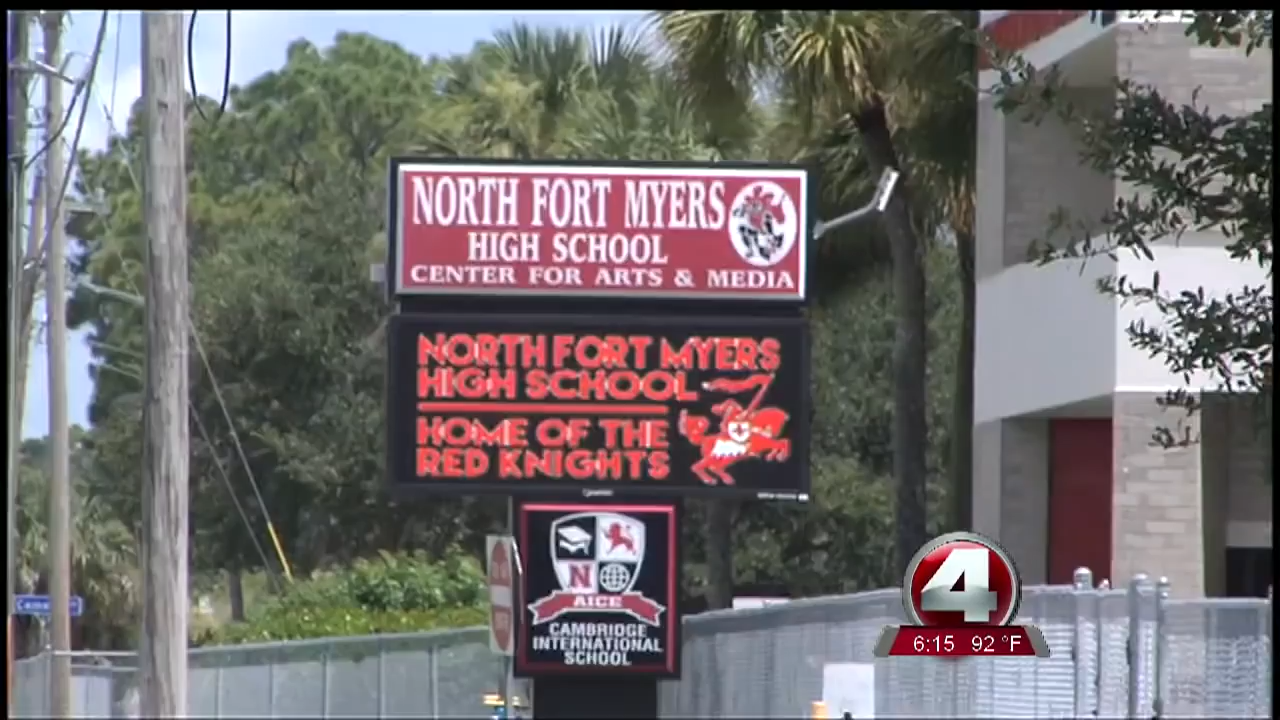 NORTH FORT MYERS
HIGH SCHOOL
CENTER FOR ARTS & MEDIA
NORTH FORT MYERS
HIGH SCHOOL
HOME OF THE
RED KNIGHTS
N
AICE
CAMBRIDGE
INTERNATIONAL
SCHOOL
4
6:15 92 °F